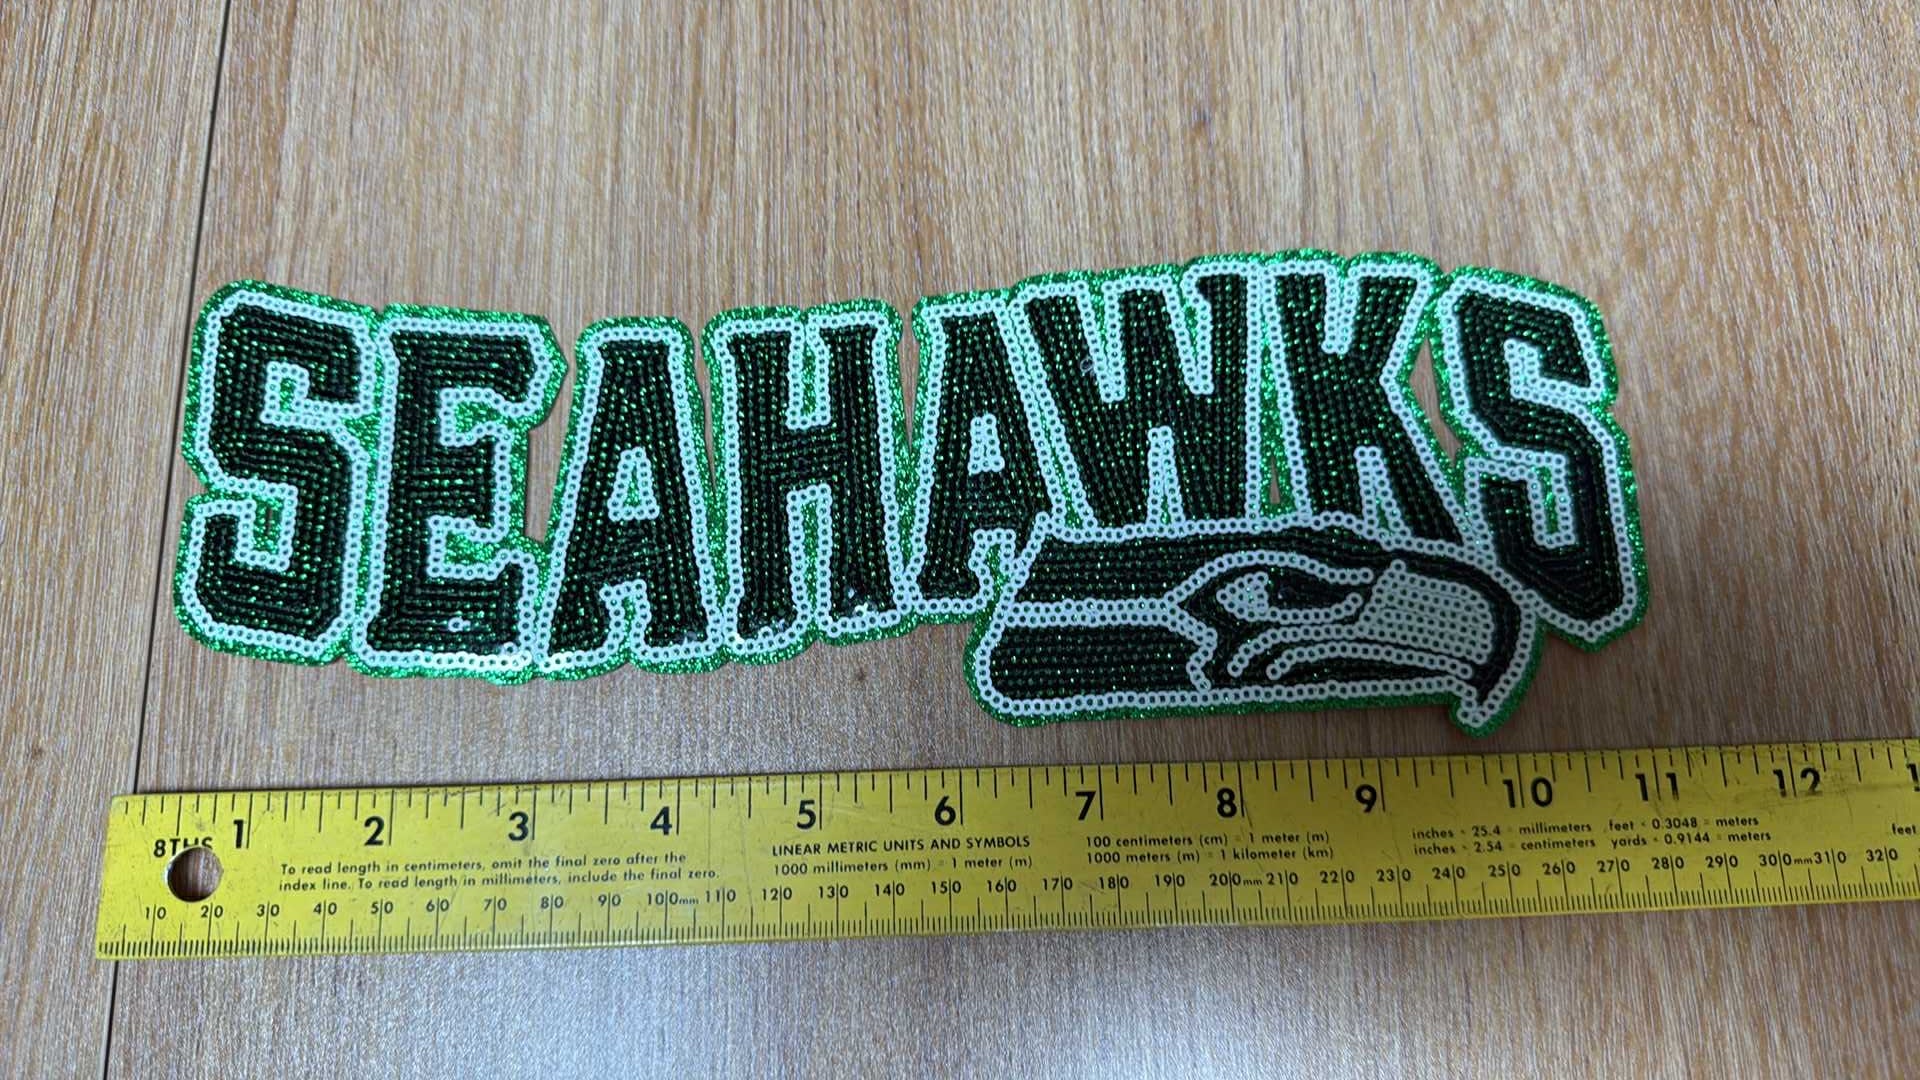 SEAHAWKS
1 2 3 4 5 6 7 8 9 10 11 12
8THS
LINEAR METRIC UNITS AND SYMBOLS
1000 millimeters (mm) = 1 meter (m)
100 centimeters (cm) = 1 meter (m)
1000 meters (m) = 1 kilometer (km)
inches × 25.4 = millimeters feet × 0.3048 = meters
inches × 2.54 = centimeters yards × 0.9144 = meters
feet
To read length in centimeters, omit the final zero after the
index line. To read length in millimeters, include the final zero.
10 20 30 40 50 60 70 80 90 100mm 110 120 130 140 150 160 170 180 190 200mm 210 220 230 240 250 260 270 280 290 300mm 310 320